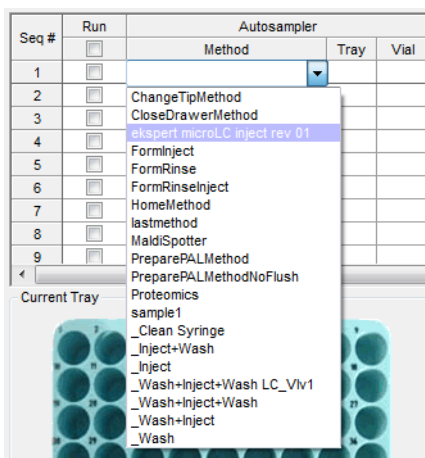 Seq # Run Autosampler
Method Tray Vial
1
2
3
4
5
6
7
8
9
ChangeTipMethod
CloseDrawerMethod
ekspert microLC inject rev 01
FormInject
FormRinse
FormRinseInject
HomeMethod
lastmethod
MaldiSpotter
PreparePALMethod
PreparePALMethodNoFlush
Proteomics
sample1
_Clean Syringe
_Inject+Wash
_Inject
_Wash+Inject+Wash LC_Vlv1
_Wash+Inject+Wash
_Wash+Inject
_Wash
Current Tray